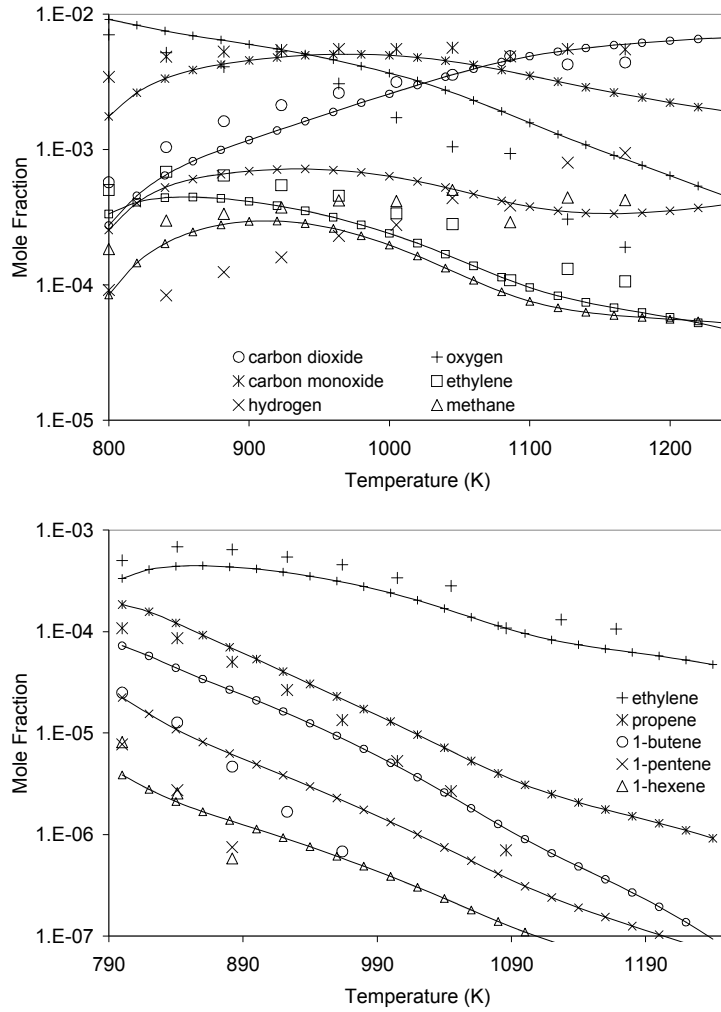 1.E-02
1.E-03
1.E-04
1.E-05
Mole Fraction
carbon dioxide
oxygen
carbon monoxide
ethylene
hydrogen
methane
800
900
1000
1100
1200
Temperature (K)
1.E-03
1.E-04
1.E-05
1.E-06
1.E-07
Mole Fraction
ethylene
propene
1-butene
1-pentene
1-hexene
790
890
990
1090
1190
Temperature (K)